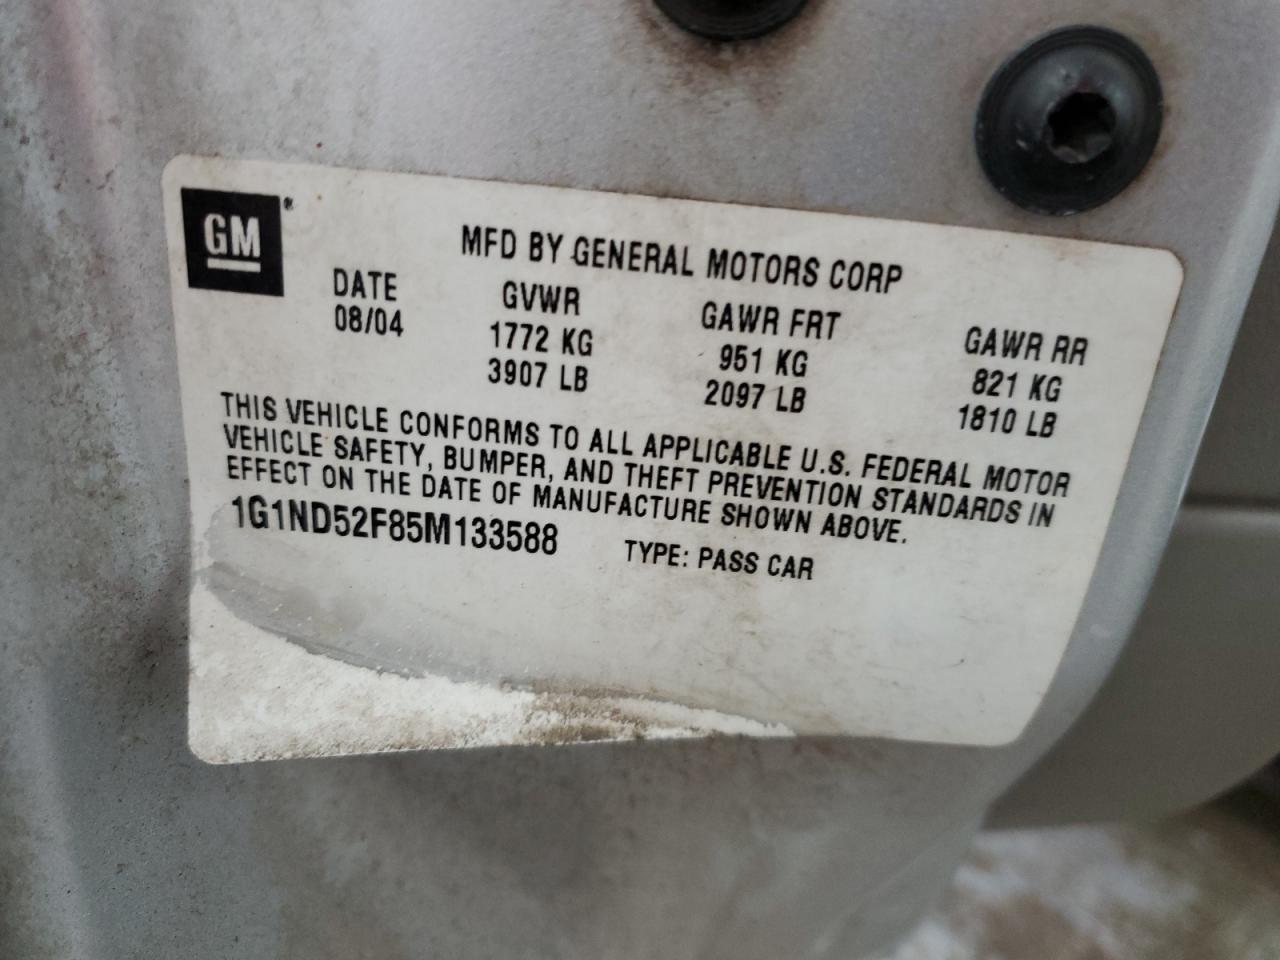 GM®
MFD BY GENERAL MOTORS CORP
DATE GVWR GAWR FRT GAWR RR
08/04 1772 KG 951 KG 821 KG
3907 LB 2097 LB 1810 LB
THIS VEHICLE CONFORMS TO ALL APPLICABLE U.S. FEDERAL MOTOR
VEHICLE SAFETY, BUMPER, AND THEFT PREVENTION STANDARDS IN
EFFECT ON THE DATE OF MANUFACTURE SHOWN ABOVE.
1G1ND52F85M133588 TYPE: PASS CAR